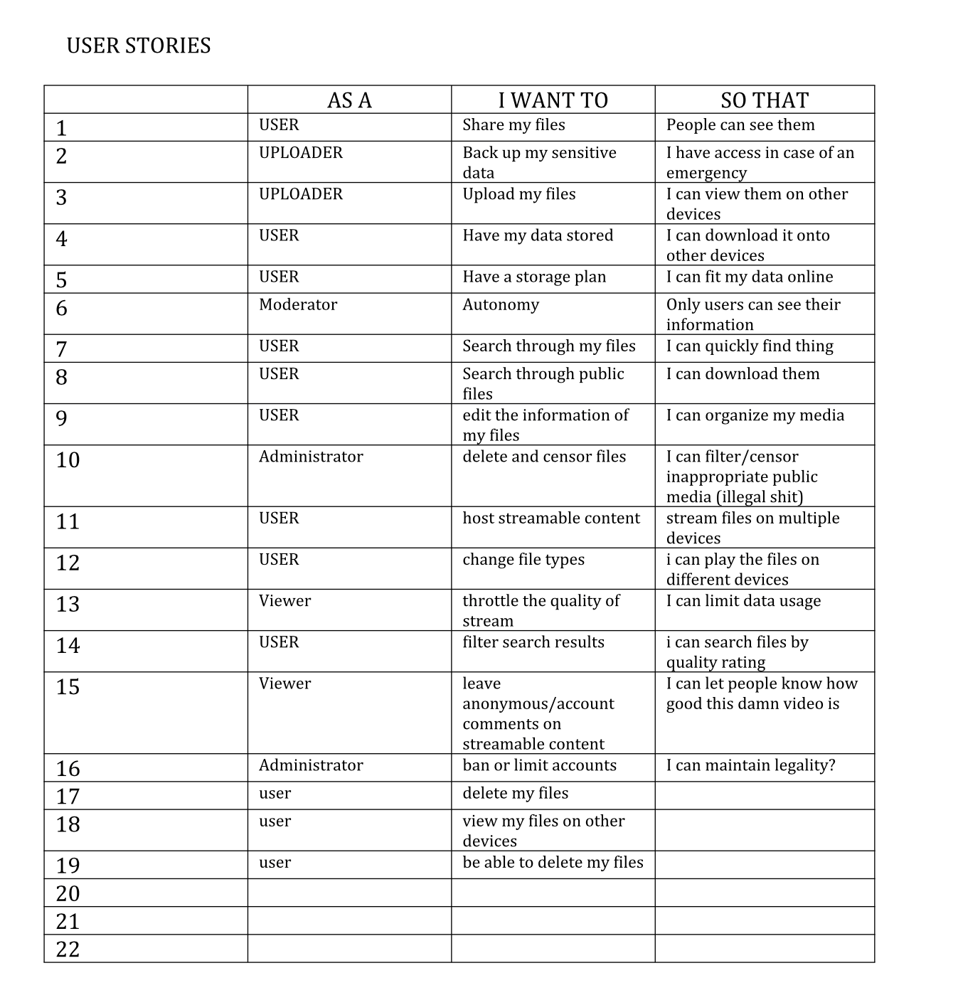 USER STORIES
AS A I WANT TO SO THAT
1 USER Share my files People can see them
2 UPLOADER Back up my sensitive I have access in case of an
data emergency
3 UPLOADER Upload my files I can view them on other
devices
4 USER Have my data stored I can download it onto
other devices
5 USER Have a storage plan I can fit my data online
6 Moderator Autonomy Only users can see their
information
7 USER Search through my files I can quickly find thing
8 USER Search through public I can download them
files
9 USER edit the information of I can organize my media
my files
10 Administrator delete and censor files I can filter/censor
inappropriate public
media (illegal shit)
11 USER host streamable content stream files on multiple
devices
12 USER change file types i can play the files on
different devices
13 Viewer throttle the quality of I can limit data usage
stream
14 USER filter search results i can search files by
quality rating
15 Viewer leave I can let people know how
anonymous/account good this damn video is
comments on
streamable content
16 Administrator ban or limit accounts I can maintain legality?
17 user delete my files
18 user view my files on other
devices
19 user be able to delete my files
20
21
22